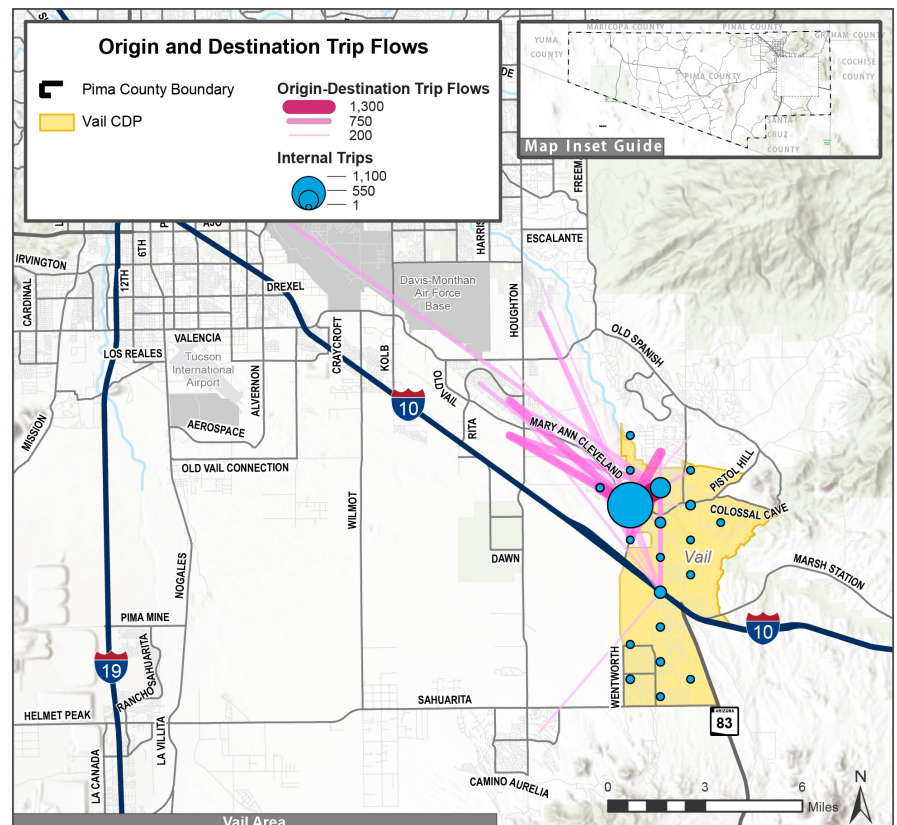 Origin and Destination Trip Flows
Pima County Boundary
Vail CDP
Origin-Destination Trip Flows
1,300
750
200
Internal Trips
1,100
550
1
MARICOPA COUNTY
PINAL COUNTY
GRAHAM COUNTY
YUMA
COUNTY
PIMA COUNTY
COCHISE
COUNTY
SANTA
CRUZ
COUNTY
Map Inset Guide
AJO
HARRIS
ESCALANTE
IRVINGTON
6TH
12TH
CARDINAL
DREXEL
Davis-Monthan
Air Force
Base
HOUGHTON
VALENCIA
LOS REALES
Tucson
International
Airport
CRAYCROFT
KOLB
OLD SPANISH
ALVERNON
10
OLD VAIL
MISSION
AEROSPACE
RITA
MARY ANN CLEVELAND
OLD VAIL CONNECTION
PISTOL HILL
WILMOT
COLOSSAL CAVE
DAWN
Vail
NOGALES
MARSH STATION
PIMA MINE
10
19
SAHUARITA
RANCHO
WENTWORTH
SAHUARITA
HELMET PEAK
ARIZONA
83
LA CANADA
LA VILLITA
CAMINO AURELIA
0
3
6
Miles
N
Vail Area